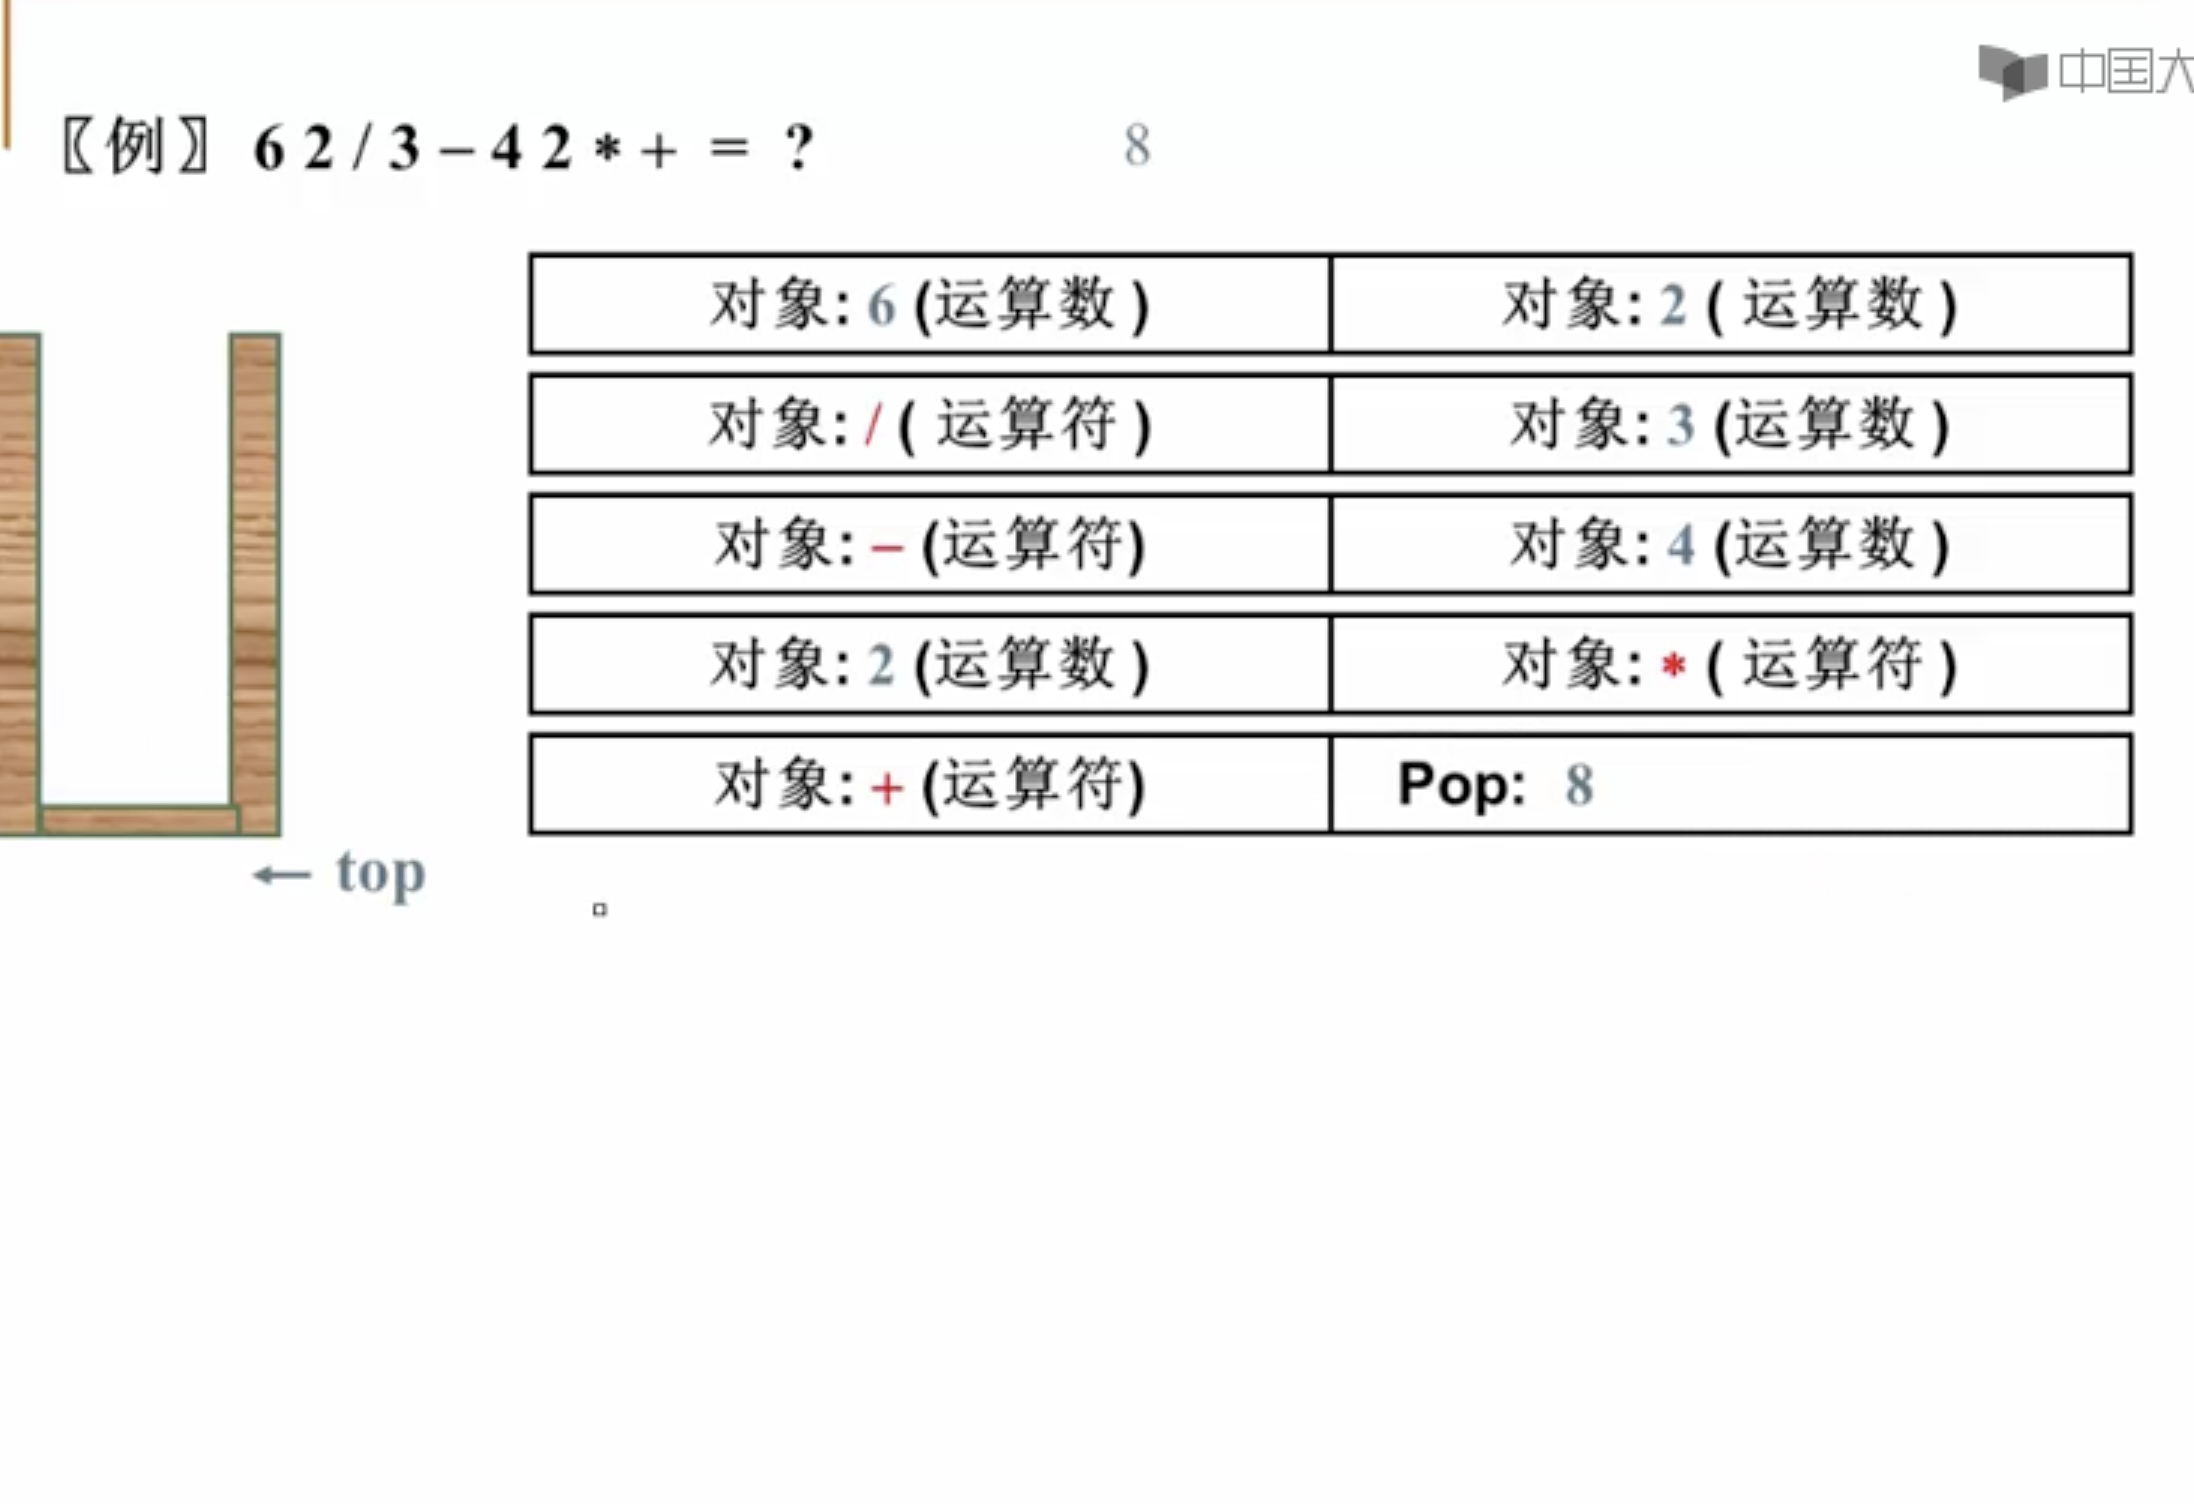 中国大
〖例〗 6 2 / 3 – 4 2 * + = ? 8
对象: 6 (运算数) 对象: 2 (运算数)
对象: / (运算符) 对象: 3 (运算数)
对象: – (运算符) 对象: 4 (运算数)
对象: 2 (运算数) 对象: * (运算符)
对象: + (运算符) Pop: 8
← top